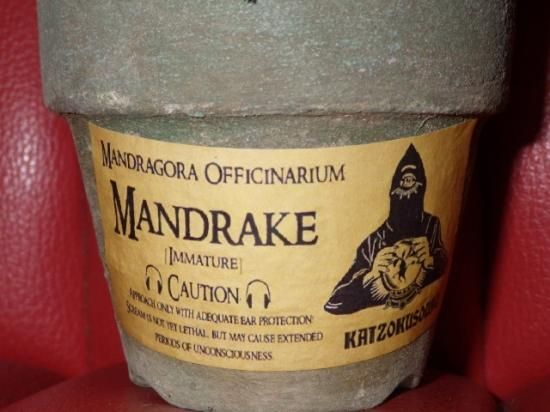 MANDRAGORA OFFICINARIUM
MANDRAKE
[IMMATURE]
CAUTION
APPROACH ONLY WITH ADEQUATE EAR PROTECTION:
SCREAM IS NOT YET LETHAL, BUT MAY CAUSE EXTENDED
PERIODS OF UNCONSCIOUSNESS.